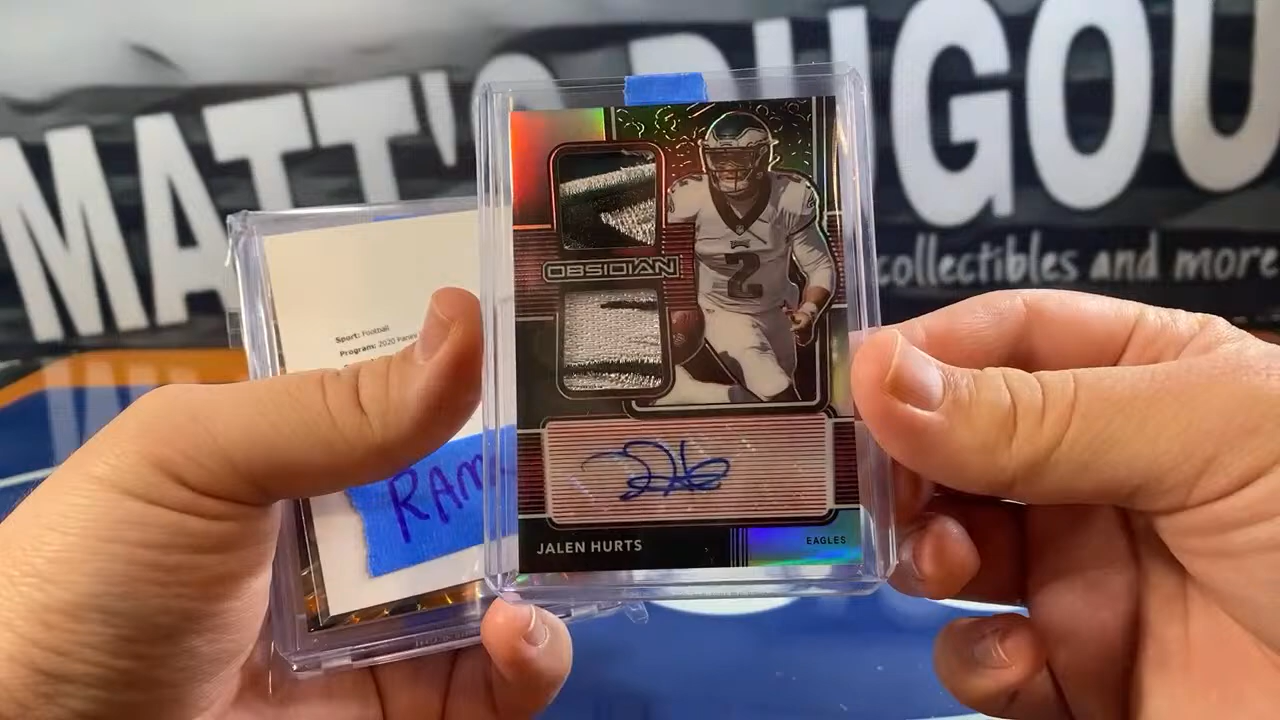 MATT'S DUGOU
collectibles and more
Sport: Football
Program: 2020 Panini
RAM
OBSIDIAN
2
JALEN HURTS
EAGLES